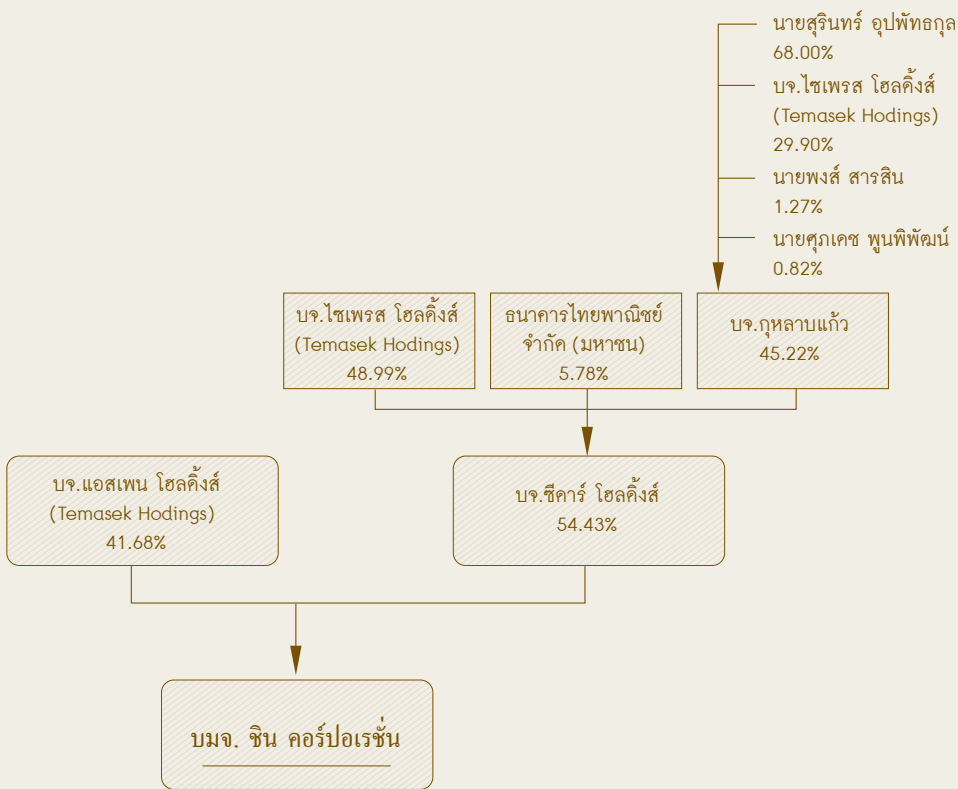 นายสุรินทร์ อุปพัทธกุล
68.00%
บจ.ไซเพรส โฮลดิ้งส์
(Temasek Hodings)
29.90%
นายพงส์ สารสิน
1.27%
นายศุภเดช พูนพิพัฒน์
0.82%
บจ.ไซเพรส โฮลดิ้งส์
(Temasek Hodings)
48.99%
ธนาคารไทยพาณิชย์
จำกัด (มหาชน)
5.78%
บจ.กุหลาบแก้ว
45.22%
บจ.แอสเพน โฮลดิ้งส์
(Temasek Hodings)
41.68%
บจ.ซีดาร์ โฮลดิ้งส์
54.43%
บมจ. ชิน คอร์ปอเรชั่น